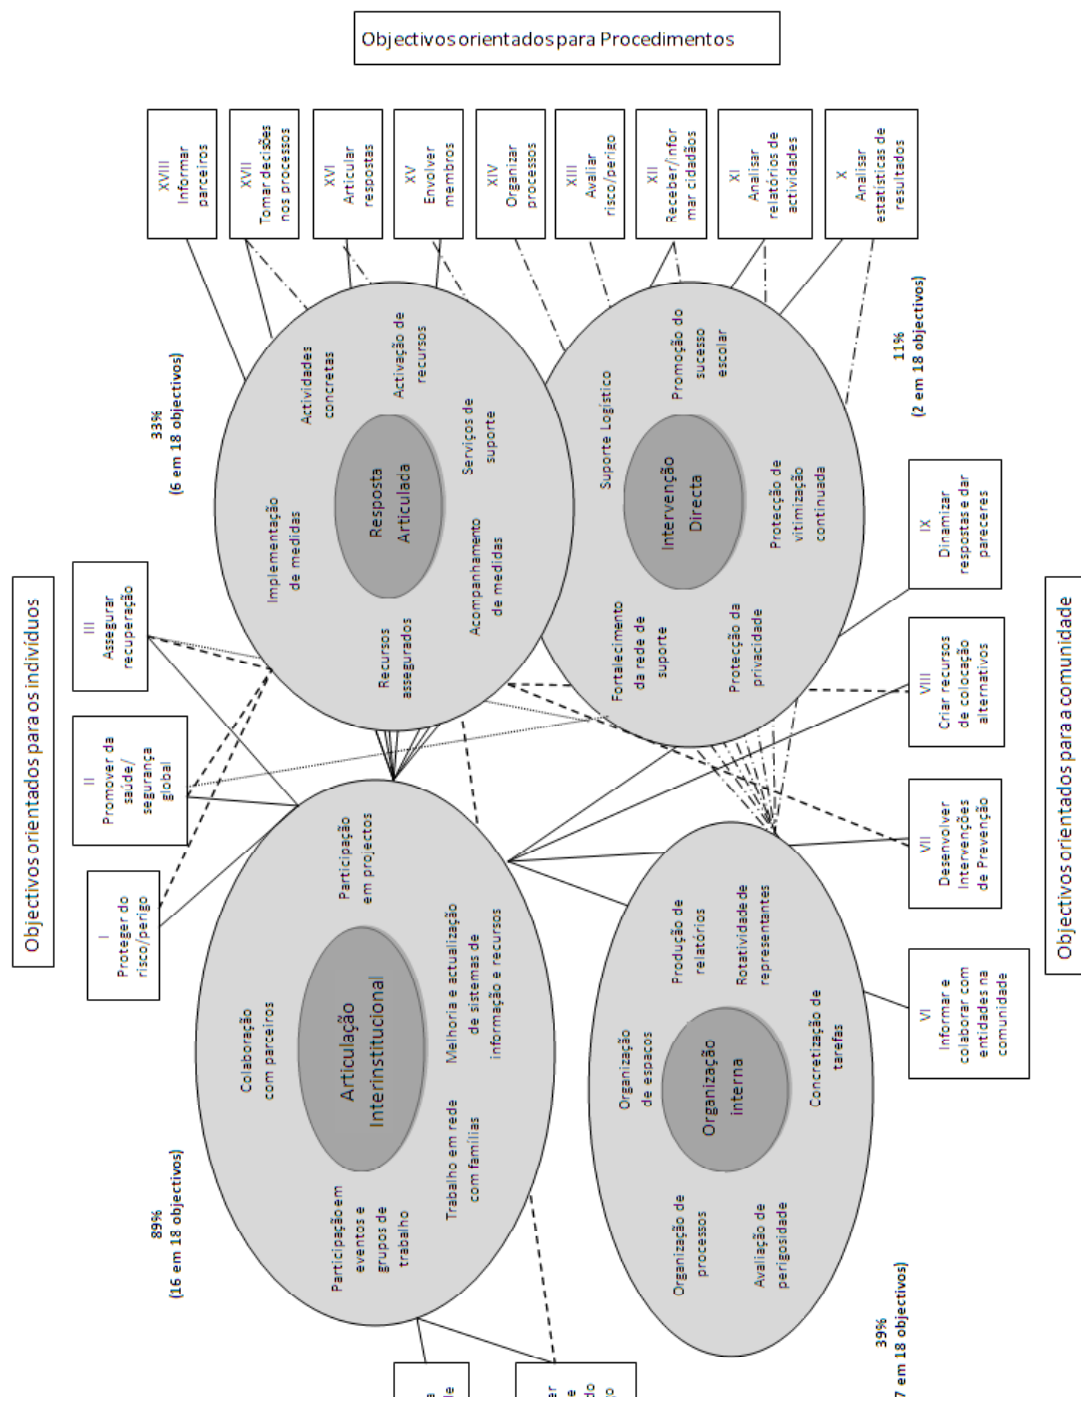 Objectivos orientados para Procedimentos
XVIII
Informar
parceiros
XVII
Tomar decisões
nos processos
XVI
Articular
respostas
XV
Envolver
membros
XIV
Organizar
processos
XIII
Avaliar
risco/perigo
XII
Receber/infor
mar cidadãos
XI
Analisar
relatórios de
actividades
X
Analisar
estatísticas de
resultados
33%
(6 em 18 objectivos)
11%
(2 em 18 objectivos)
Resposta
Articulada
Implementação
de medidas
Actividades
concretas
Activação de
recursos
Serviços de
suporte
Acompanhamento
de medidas
Recursos
assegurados
Intervenção
Directa
Suporte Logístico
Promoção do
sucesso
escolar
Protecção de
vitimização
continuada
Protecção da
privacidade
Fortalecimento
da rede de
suporte
Objectivos orientados para os indivíduos
III
Assegurar
recuperação
II
Promover da
saúde/
segurança
global
I
Proteger do
risco/perigo
Objectivos orientados para a comunidade
IX
Dinamizar
respostas e dar
pareceres
VIII
Criar recursos
de colocação
alternativos
VII
Desenvolver
Intervenções
de Prevenção
VI
Informar e
colaborar com
entidades na
comunidade
Articulação
Interinstitucional
Colaboração
com parceiros
Participação
em projectos
Melhoria e actualização
de sistemas de
informação e recursos
Trabalho em rede
com famílias
Participação em
eventos e
grupos de
trabalho
89%
(16 em 18 objectivos)
Organização
interna
Organização
de espacos
Produção de
relatórios
Rotatividade de
representantes
Concretização de
tarefas
Avaliação de
perigosidade
Organização de
processos
39%
7 em 18 objectivos)